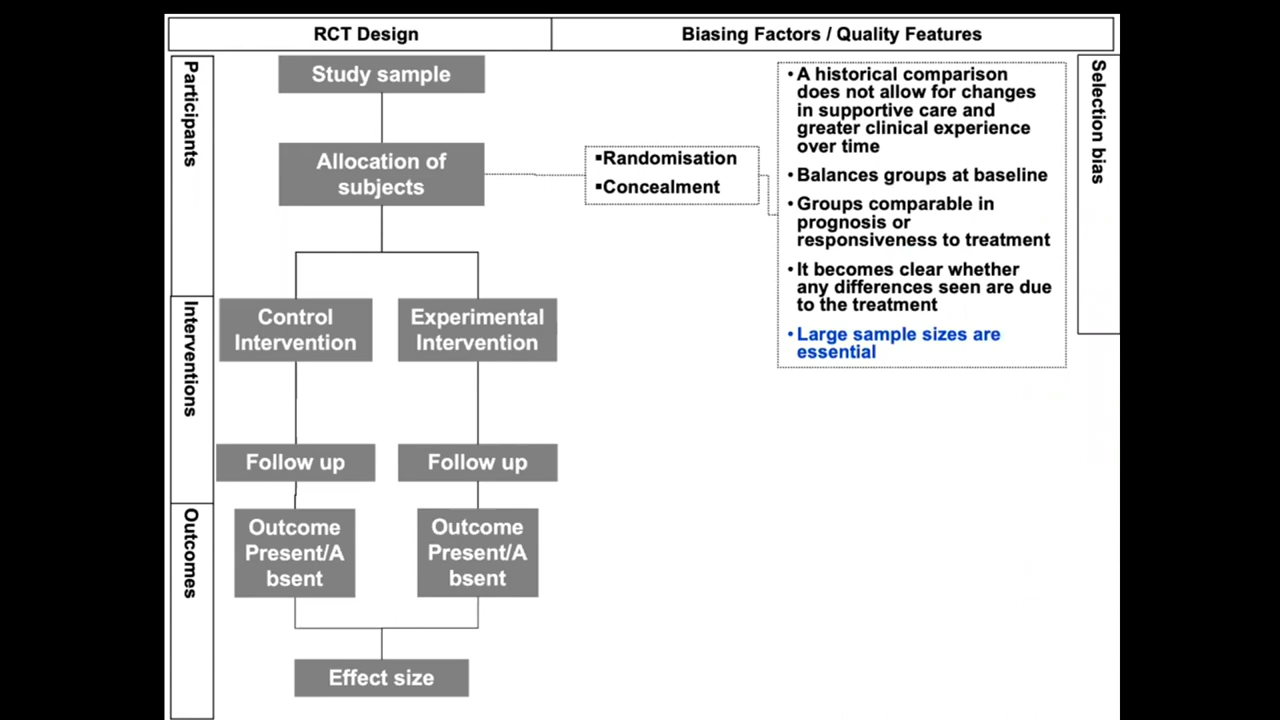 RCT Design
Biasing Factors / Quality Features
Participants
Study sample
Allocation of
subjects
▪Randomisation
▪Concealment
• A historical comparison
does not allow for changes
in supportive care and
greater clinical experience
over time
• Balances groups at baseline
• Groups comparable in
prognosis or
responsiveness to treatment
• It becomes clear whether
any differences seen are due
to the treatment
• Large sample sizes are
essential
Selection bias
Interventions
Control
Intervention
Experimental
Intervention
Follow up
Follow up
Outcomes
Outcome
Present/A
bsent
Outcome
Present/A
bsent
Effect size